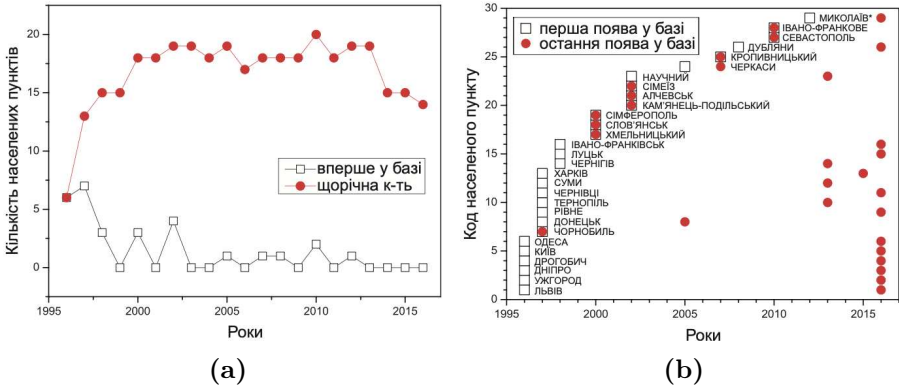 20
15
10
5
0
1995
2000
2005
2010
2015
Кількість населених пунктів
Роки
вперше у базі
щорічна к-ть
(a)
30
25
20
15
10
5
0
1995
2000
2005
2010
2015
Код населеного пункту
Роки
перша поява у базі
остання поява у базі
МИКОЛАЇВ*
ІВАНО-ФРАНКОВЕ
СЕВАСТОПОЛЬ
ДУБЛЯНИ
КРОПИВНИЦЬКИЙ
ЧЕРКАСИ
НАУЧНИЙ
СІМЕЇЗ
АЛЧЕВСЬК
КАМ'ЯНЕЦЬ-ПОДІЛЬСЬКИЙ
СІМФЕРОПОЛЬ
СЛОВ'ЯНСЬК
ХМЕЛЬНИЦЬКИЙ
ІВАНО-ФРАНКІВСЬК
ЛУЦЬК
ЧЕРНІГІВ
ХАРКІВ
СУМИ
ЧЕРНІВЦІ
ТЕРНОПІЛЬ
РІВНЕ
ДОНЕЦЬК
ЧОРНОБИЛЬ
ОДЕСА
КИЇВ
ДРОГОБИЧ
ДНІПРО
УЖГОРОД
ЛЬВІВ
(b)